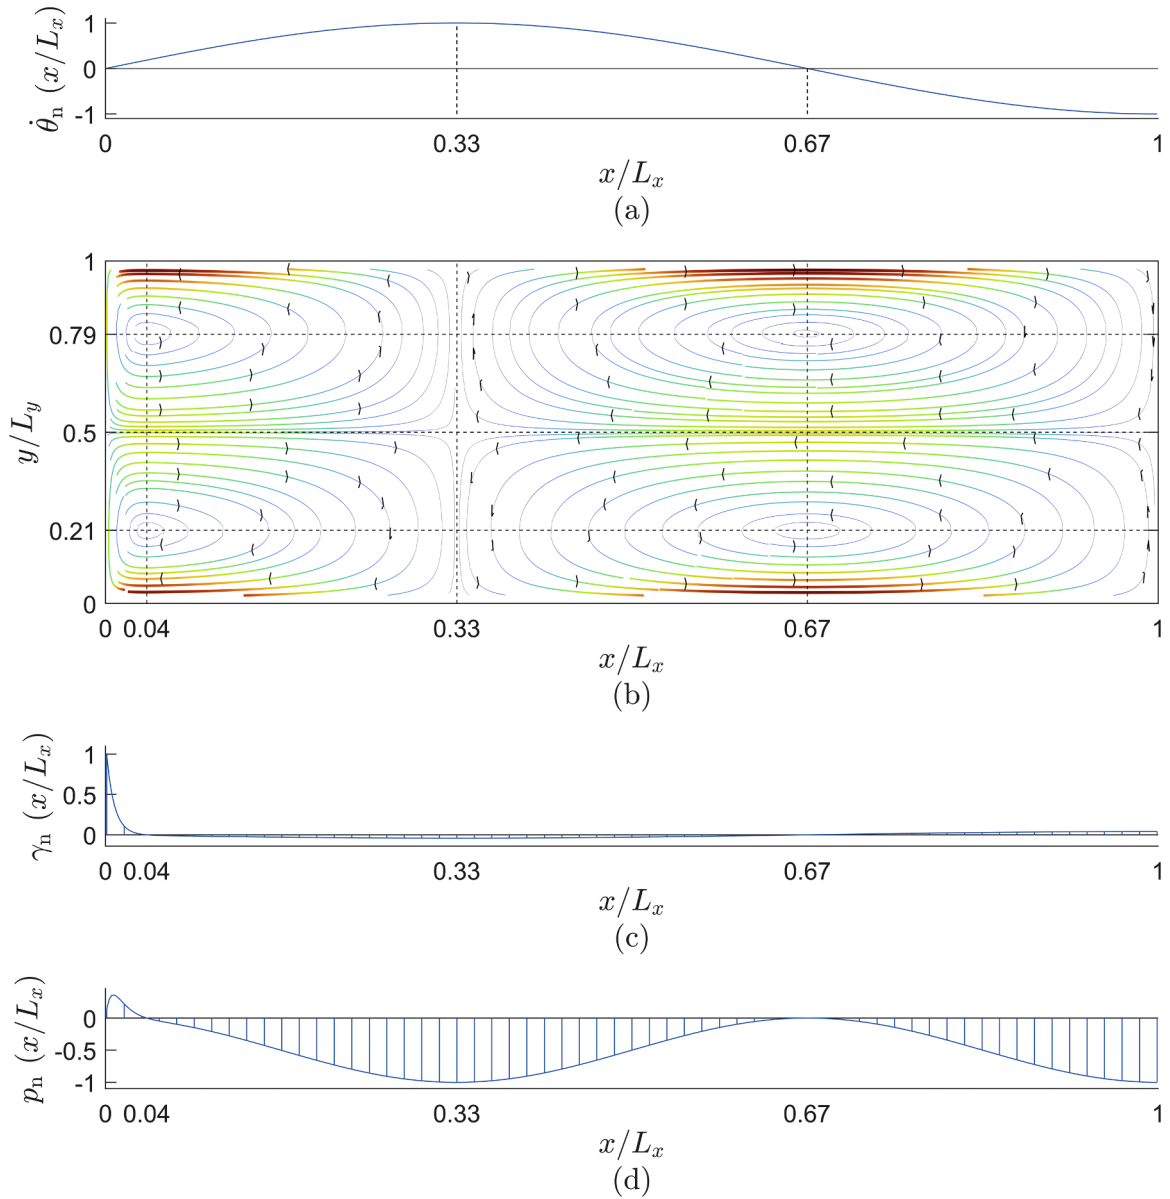 θ̇ₙ (x/Lₓ)
1
0
-1
0 0.33 0.67 1
x/Lₓ
(a)
y/L_y
1
0.79
0.5
0.21
0
0 0.04 0.33 0.67 1
x/Lₓ
(b)
γₙ (x/Lₓ)
1
0.5
0
0 0.04 0.33 0.67 1
x/Lₓ
(c)
pₙ (x/Lₓ)
0
-0.5
-1
0 0.04 0.33 0.67 1
x/Lₓ
(d)